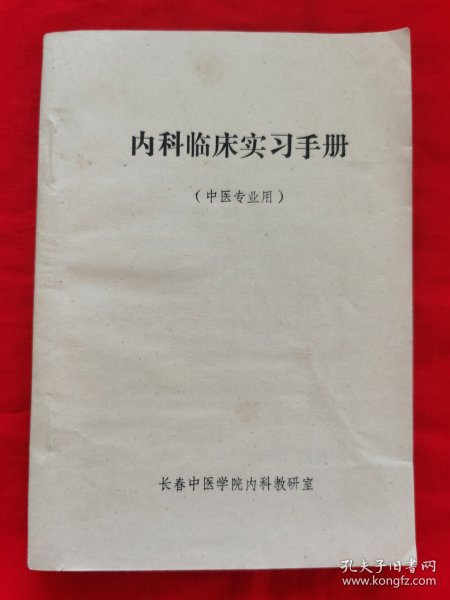 内科临床实习手册
（中医专业用）
长春中医学院内科教研室
孔夫子旧书网
www.kongfz.com